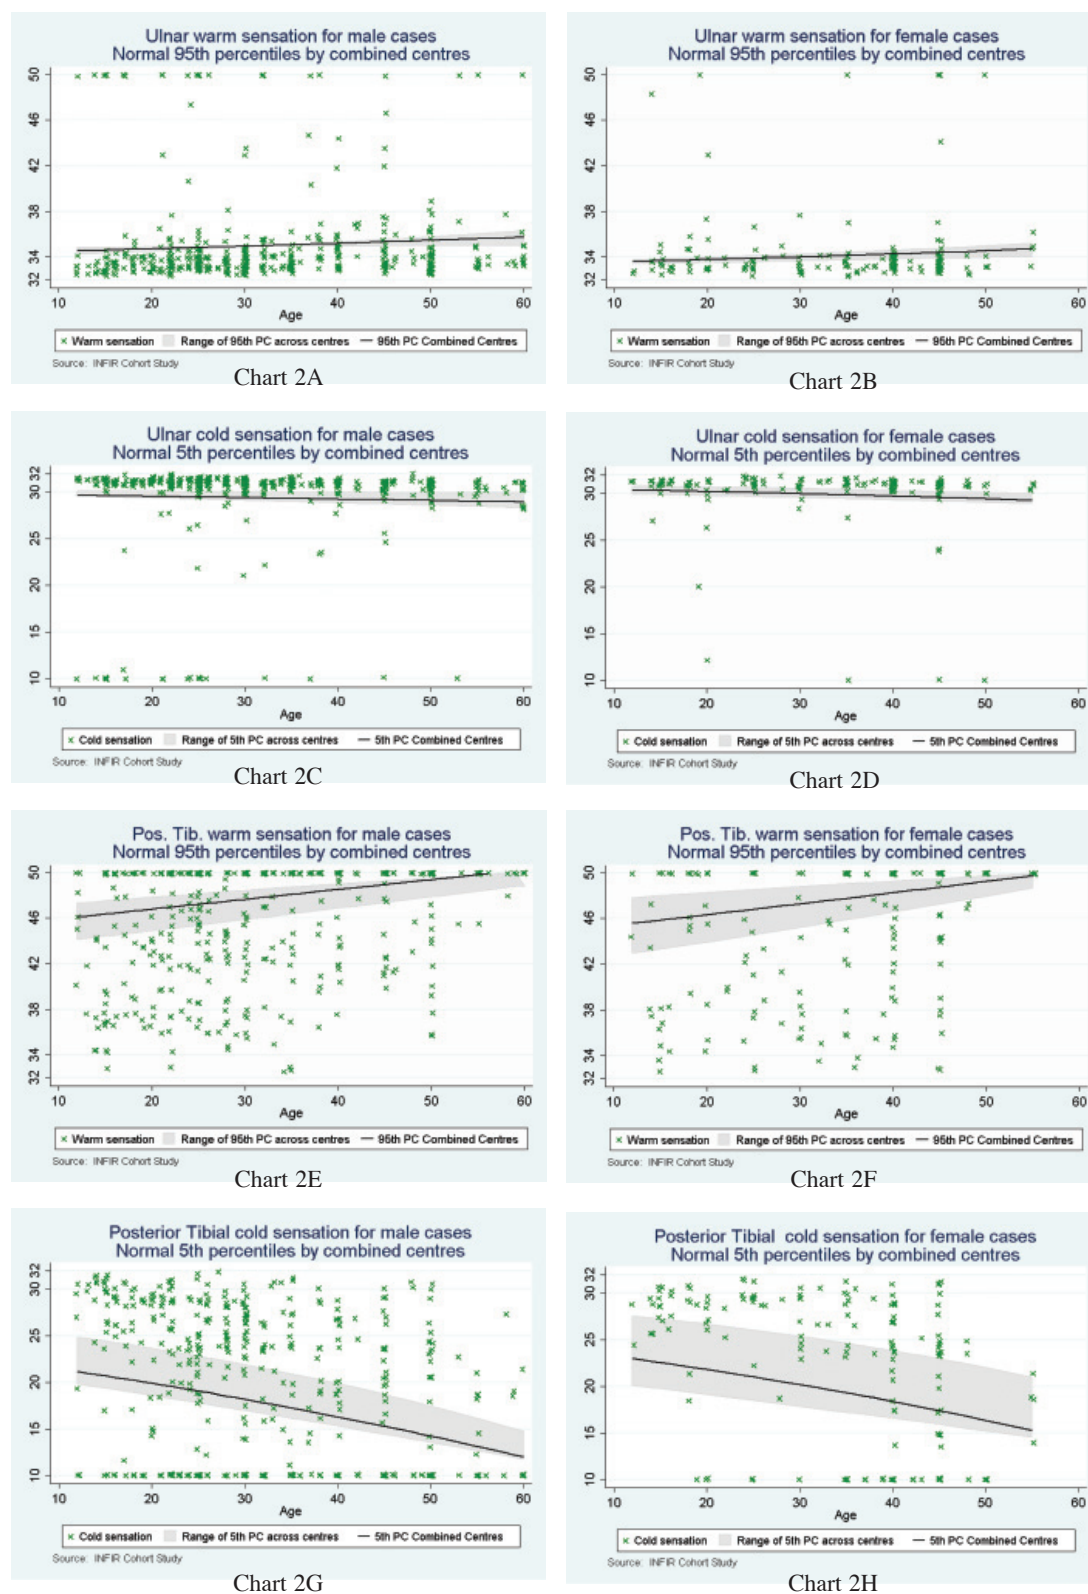 Ulnar warm sensation for male cases
Normal 95th percentiles by combined centres
50
46
42
38
34
32
10 20 30 40 50 60
Age
Warm sensation Range of 95th PC across centres 95th PC Combined Centres
Source: INFIR Cohort Study
Chart 2A
Ulnar warm sensation for female cases
Normal 95th percentiles by combined centres
50
46
42
38
34
32
10 20 30 40 50 60
Age
Warm sensation Range of 95th PC across centres 95th PC Combined Centres
Source: INFIR Cohort Study
Chart 2B
Ulnar cold sensation for male cases
Normal 5th percentiles by combined centres
32
30
25
20
15
10
10 20 30 40 50 60
Age
Cold sensation Range of 5th PC across centres 5th PC Combined Centres
Source: INFIR Cohort Study
Chart 2C
Ulnar cold sensation for female cases
Normal 5th percentiles by combined centres
32
30
25
20
15
10
10 20 30 40 50 60
Age
Cold sensation Range of 5th PC across centres 5th PC Combined Centres
Source: INFIR Cohort Study
Chart 2D
Pos. Tib. warm sensation for male cases
Normal 95th percentiles by combined centres
50
46
42
38
34
32
10 20 30 40 50 60
Age
Warm sensation Range of 95th PC across centres 95th PC Combined Centres
Source: INFIR Cohort Study
Chart 2E
Pos. Tib. warm sensation for female cases
Normal 95th percentiles by combined centres
50
46
42
38
34
32
10 20 30 40 50 60
Age
Warm sensation Range of 95th PC across centres 95th PC Combined Centres
Source: INFIR Cohort Study
Chart 2F
Posterior Tibial cold sensation for male cases
Normal 5th percentiles by combined centres
32
30
25
20
15
10
10 20 30 40 50 60
Age
Cold sensation Range of 5th PC across centres 5th PC Combined Centres
Source: INFIR Cohort Study
Chart 2G
Posterior Tibial cold sensation for female cases
Normal 5th percentiles by combined centres
32
30
25
20
15
10
10 20 30 40 50 60
Age
Cold sensation Range of 5th PC across centres 5th PC Combined Centres
Source: INFIR Cohort Study
Chart 2H